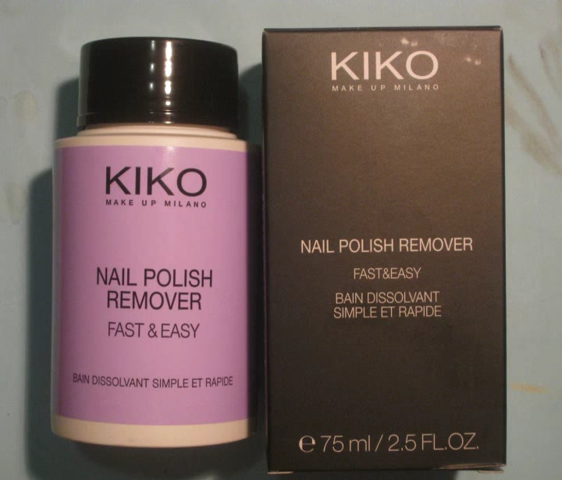 KIKO
MAKE UP MILANO
NAIL POLISH
REMOVER
FAST & EASY
BAIN DISSOLVANT SIMPLE ET RAPIDE
KIKO
MAKE UP MILANO
NAIL POLISH REMOVER
FAST&EASY
BAIN DISSOLVANT
SIMPLE ET RAPIDE
℮ 75 ml / 2.5 FL.OZ.